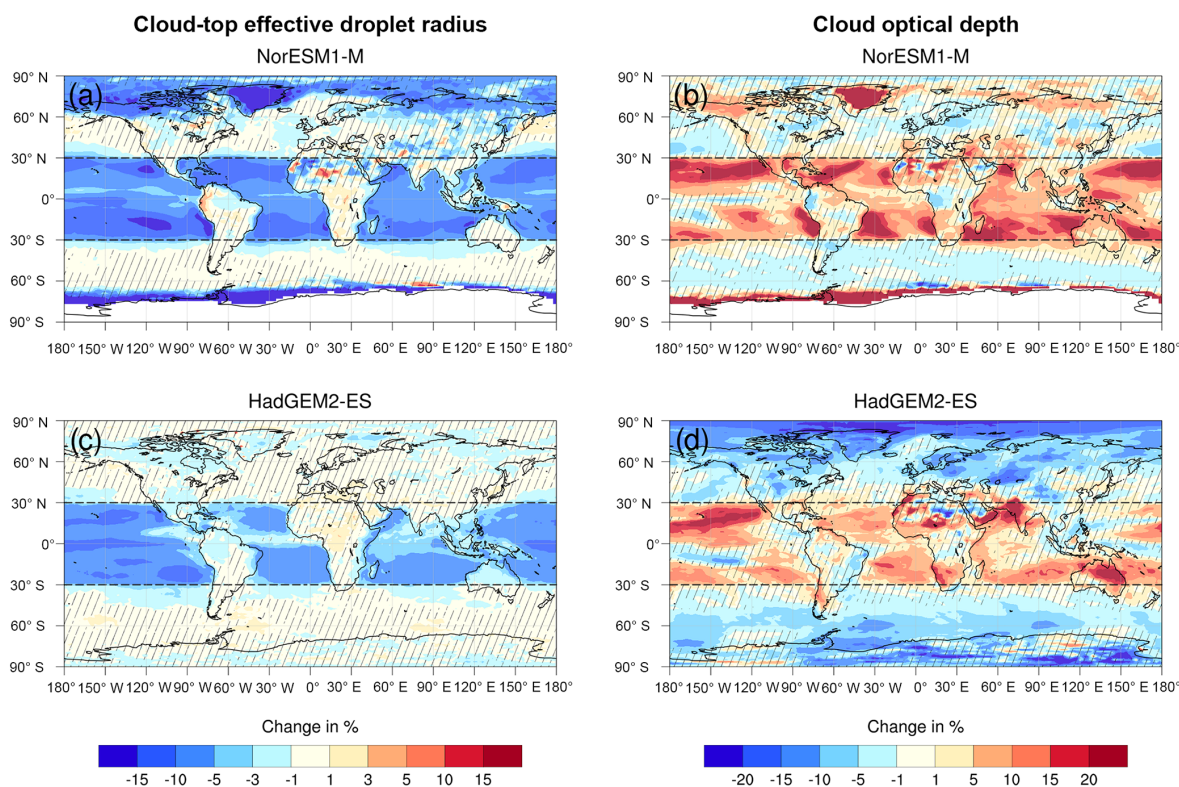 Cloud-top effective droplet radius
Cloud optical depth
NorESM1-M
NorESM1-M
(a)
(b)
90° N
60° N
30° N
0°
30° S
60° S
90° S
180° 150° W 120° W 90° W 60° W 30° W 0° 30° E 60° E 90° E 120° E 150° E 180°
90° N
60° N
30° N
0°
30° S
60° S
90° S
180° 150° W 120° W 90° W 60° W 30° W 0° 30° E 60° E 90° E 120° E 150° E 180°
HadGEM2-ES
HadGEM2-ES
(c)
(d)
90° N
60° N
30° N
0°
30° S
60° S
90° S
180° 150° W 120° W 90° W 60° W 30° W 0° 30° E 60° E 90° E 120° E 150° E 180°
90° N
60° N
30° N
0°
30° S
60° S
90° S
180° 150° W 120° W 90° W 60° W 30° W 0° 30° E 60° E 90° E 120° E 150° E 180°
Change in %
-15 -10 -5 -3 -1 1 3 5 10 15
Change in %
-20 -15 -10 -5 -1 1 5 10 15 20